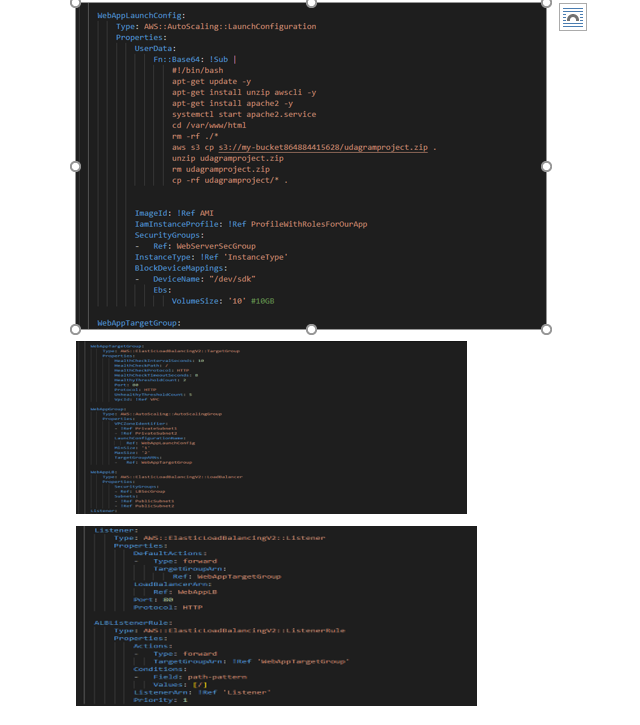 WebAppLaunchConfig:
Type: AWS::AutoScaling::LaunchConfiguration
Properties:
UserData:
Fn::Base64: !Sub |
#!/bin/bash
apt-get update -y
apt-get install unzip awscli -y
apt-get install apache2 -y
systemctl start apache2.service
cd /var/www/html
rm -rf ./*
aws s3 cp s3://my-bucket864884415628/udagramproject.zip .
unzip udagramproject.zip
rm udagramproject.zip
cp -rf udagramproject/* .
ImageId: !Ref AMI
IamInstanceProfile: !Ref ProfileWithRolesForOurApp
SecurityGroups:
- Ref: WebServerSecGroup
InstanceType: !Ref 'InstanceType'
BlockDeviceMappings:
- DeviceName: "/dev/sdk"
Ebs:
VolumeSize: '10' #10GB
WebAppTargetGroup:
WebAppTargetGroup:
Type: AWS::ElasticLoadBalancingV2::TargetGroup
Properties:
HealthCheckIntervalSeconds: 10
HealthCheckPath: /
HealthCheckProtocol: HTTP
HealthCheckTimeoutSeconds: 8
HealthyThresholdCount: 2
Port: 80
Protocol: HTTP
UnhealthyThresholdCount: 5
VpcId: !Ref VPC
WebAppGroup:
Type: AWS::AutoScaling::AutoScalingGroup
Properties:
VPCZoneIdentifier:
- !Ref PrivateSubnet1
- !Ref PrivateSubnet2
LaunchConfigurationName:
Ref: WebAppLaunchConfig
MinSize: '1'
MaxSize: '2'
TargetGroupARNs:
- Ref: WebAppTargetGroup
WebAppLB:
Type: AWS::ElasticLoadBalancingV2::LoadBalancer
Properties:
SecurityGroups:
- Ref: LBSecGroup
Subnets:
- !Ref PublicSubnet1
- !Ref PublicSubnet2
Listener:
Listener:
Type: AWS::ElasticLoadBalancingV2::Listener
Properties:
DefaultActions:
- Type: forward
TargetGroupArn:
Ref: WebAppTargetGroup
LoadBalancerArn:
Ref: WebAppLB
Port: 80
Protocol: HTTP
ALBListenerRule:
Type: AWS::ElasticLoadBalancingV2::ListenerRule
Properties:
Actions:
- Type: forward
TargetGroupArn: !Ref 'WebAppTargetGroup'
Conditions:
- Field: path-pattern
Values: [/]
ListenerArn: !Ref 'Listener'
Priority: 1